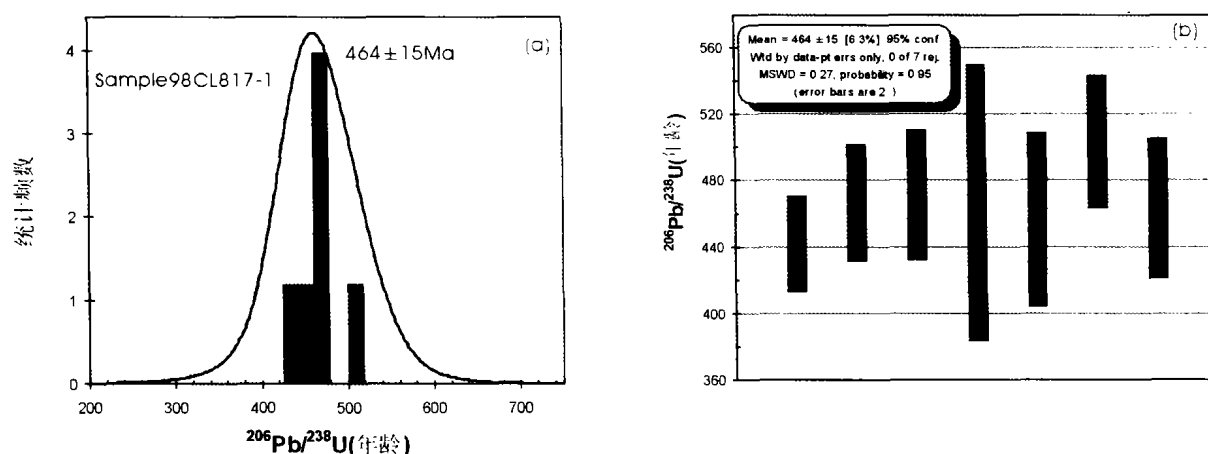 (a)
464±15Ma
Sample98CL817-1
统计频数
4
3
2
1
0
200 300 400 500 600 700
206Pb/238U(年龄)
(b)
Mean = 464 ±15 [6 3%] 95% conf
Wtd by data-pt errs only, 0 of 7 rej.
MSWD = 0 27, probability = 0 95
(error bars are 2 )
206Pb/238U(年龄)
560
520
480
440
400
360